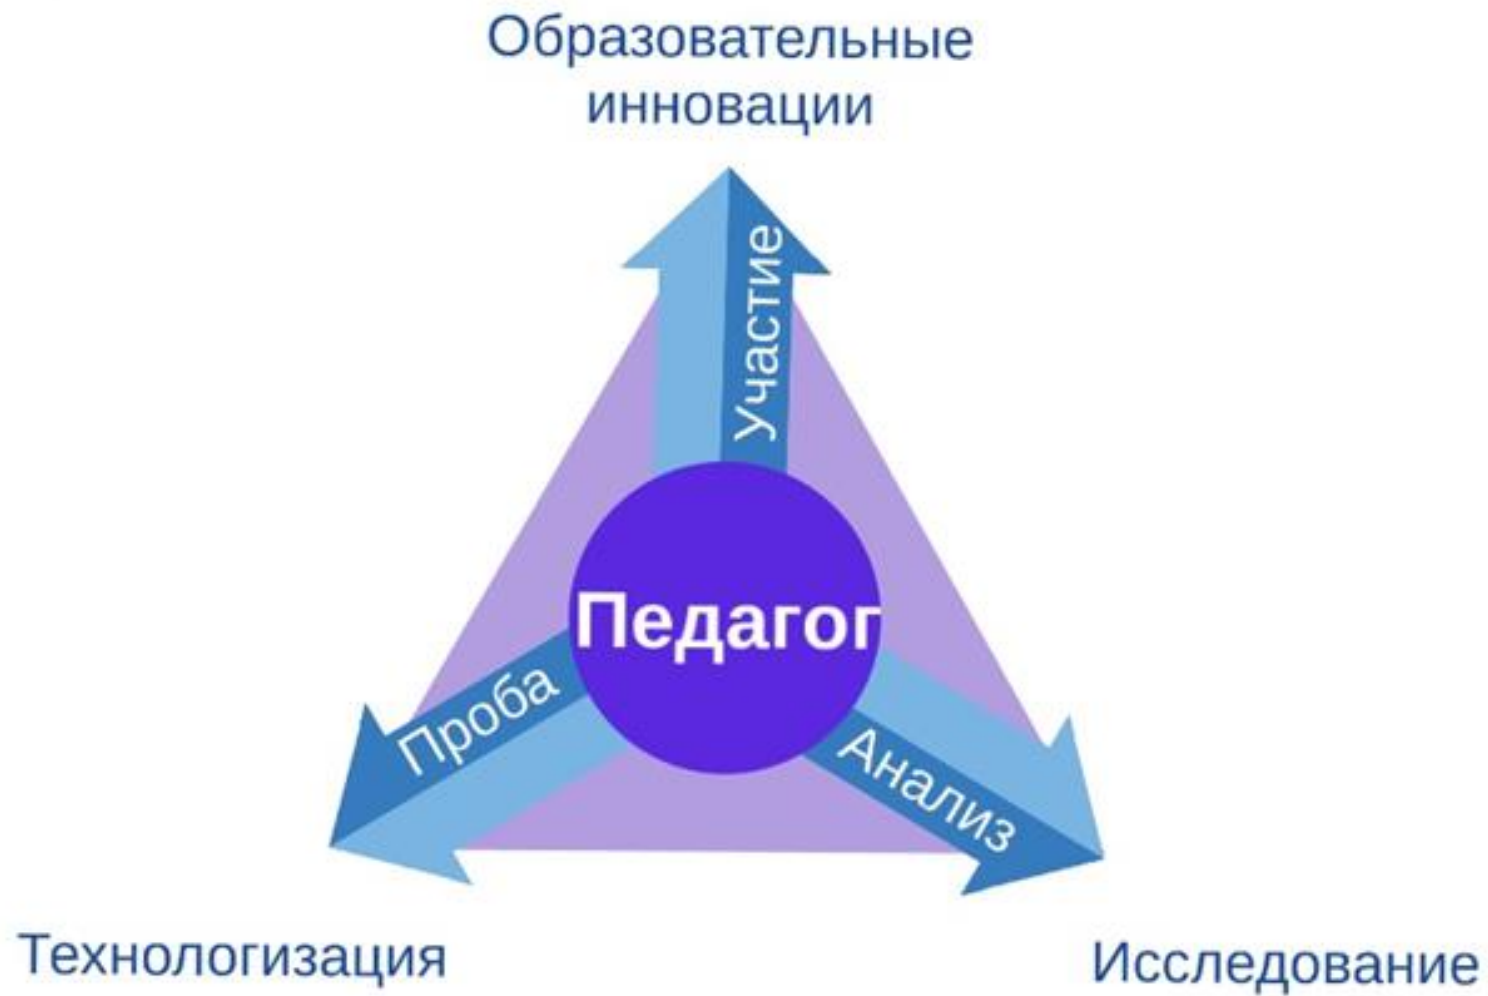 Образовательные
инновации
Участие
Педагог
Проба
Анализ
Технологизация
Исследование